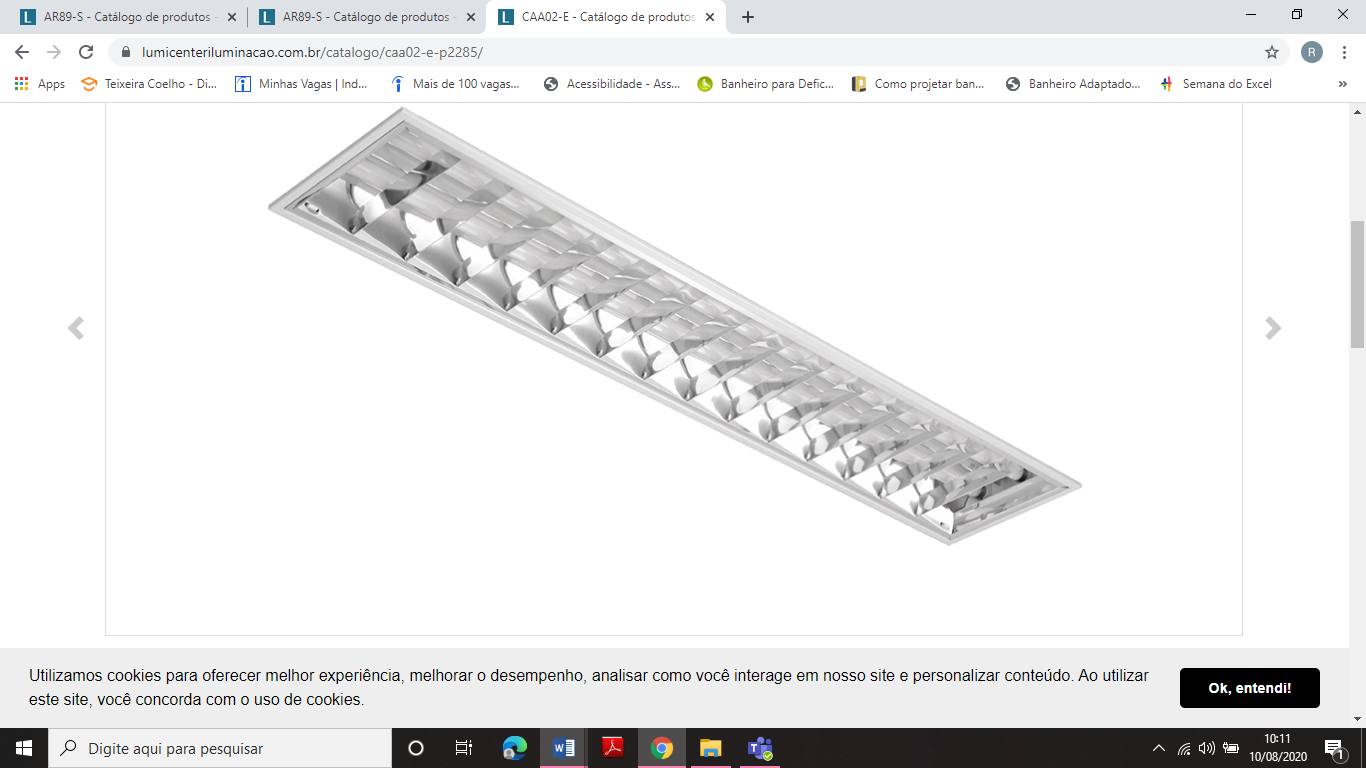 AR89-S - Catálogo de produtos -
AR89-S - Catálogo de produtos -
CAA02-E - Catálogo de produtos
lumicenteriluminacao.com.br/catalogo/caa02-e-p2285/
R
Apps
Teixeira Coelho - Di...
Minhas Vagas | Ind...
Mais de 100 vagas...
Acessibilidade - Ass...
Banheiro para Defic...
Como projetar ban...
Banheiro Adaptado...
Semana do Excel
»
Utilizamos cookies para oferecer melhor experiência, melhorar o desempenho, analisar como você interage em nosso site e personalizar conteúdo. Ao utilizar
este site, você concorda com o uso de cookies.
Ok, entendi!
Digite aqui para pesquisar
10:11
10/08/2020
1